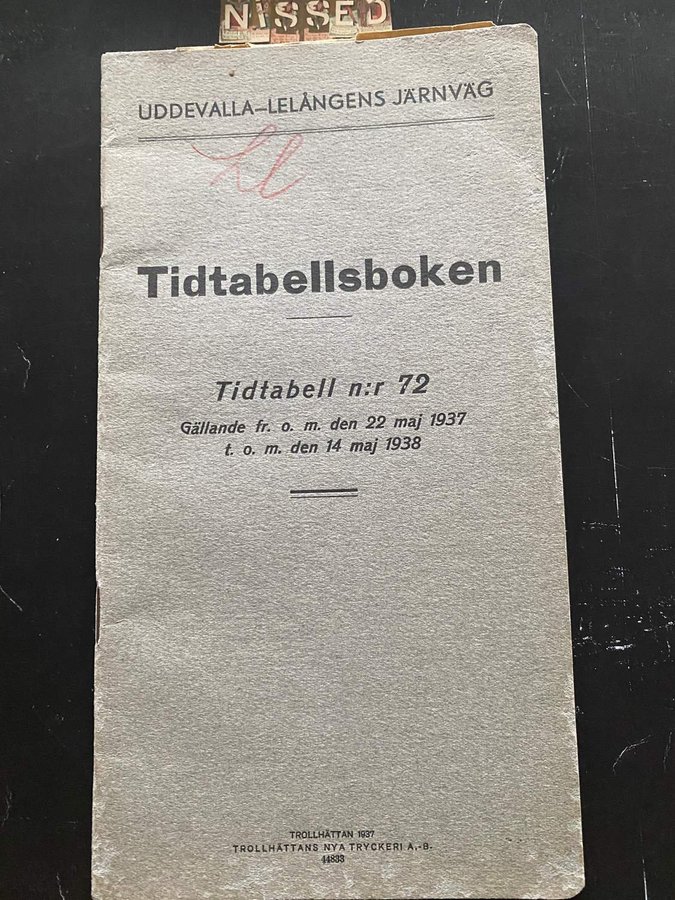 NISSED
UDDEVALLA–LELÅNGENS JÄRNVÄG
Tidtabellsboken
Tidtabell n:r 72
Gällande fr. o. m. den 22 maj 1937
t. o. m. den 14 maj 1938
TROLLHÄTTAN 1937
TROLLHÄTTANS NYA TRYCKERI A.-B.
44833